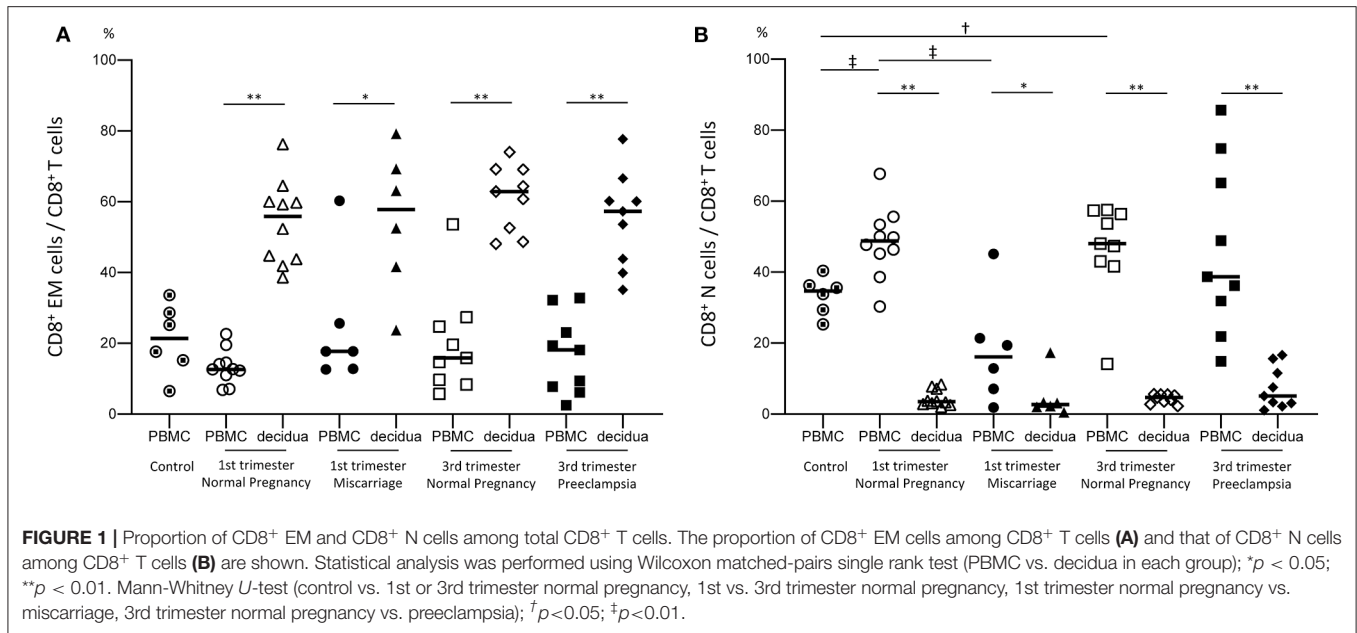 A
%
100
80
60
40
20
0
CD8⁺ EM cells / CD8⁺ T cells
** * ** **
PBMC PBMC decidua PBMC decidua PBMC decidua PBMC decidua
Control 1st trimester 1st trimester 3rd trimester 3rd trimester
Normal Pregnancy Miscarriage Normal Pregnancy Preeclampsia
B
%
100
80
60
40
20
0
CD8⁺ N cells / CD8⁺ T cells
†
‡ ‡
** * ** **
PBMC PBMC decidua PBMC decidua PBMC decidua PBMC decidua
Control 1st trimester 1st trimester 3rd trimester 3rd trimester
Normal Pregnancy Miscarriage Normal Pregnancy Preeclampsia
FIGURE 1 | Proportion of CD8⁺ EM and CD8⁺ N cells among total CD8⁺ T cells. The proportion of CD8⁺ EM cells among CD8⁺ T cells (A) and that of CD8⁺ N cells
among CD8⁺ T cells (B) are shown. Statistical analysis was performed using Wilcoxon matched-pairs single rank test (PBMC vs. decidua in each group); *p < 0.05;
**p < 0.01. Mann-Whitney U-test (control vs. 1st or 3rd trimester normal pregnancy, 1st vs. 3rd trimester normal pregnancy, 1st trimester normal pregnancy vs.
miscarriage, 3rd trimester normal pregnancy vs. preeclampsia); †p<0.05; ‡p<0.01.